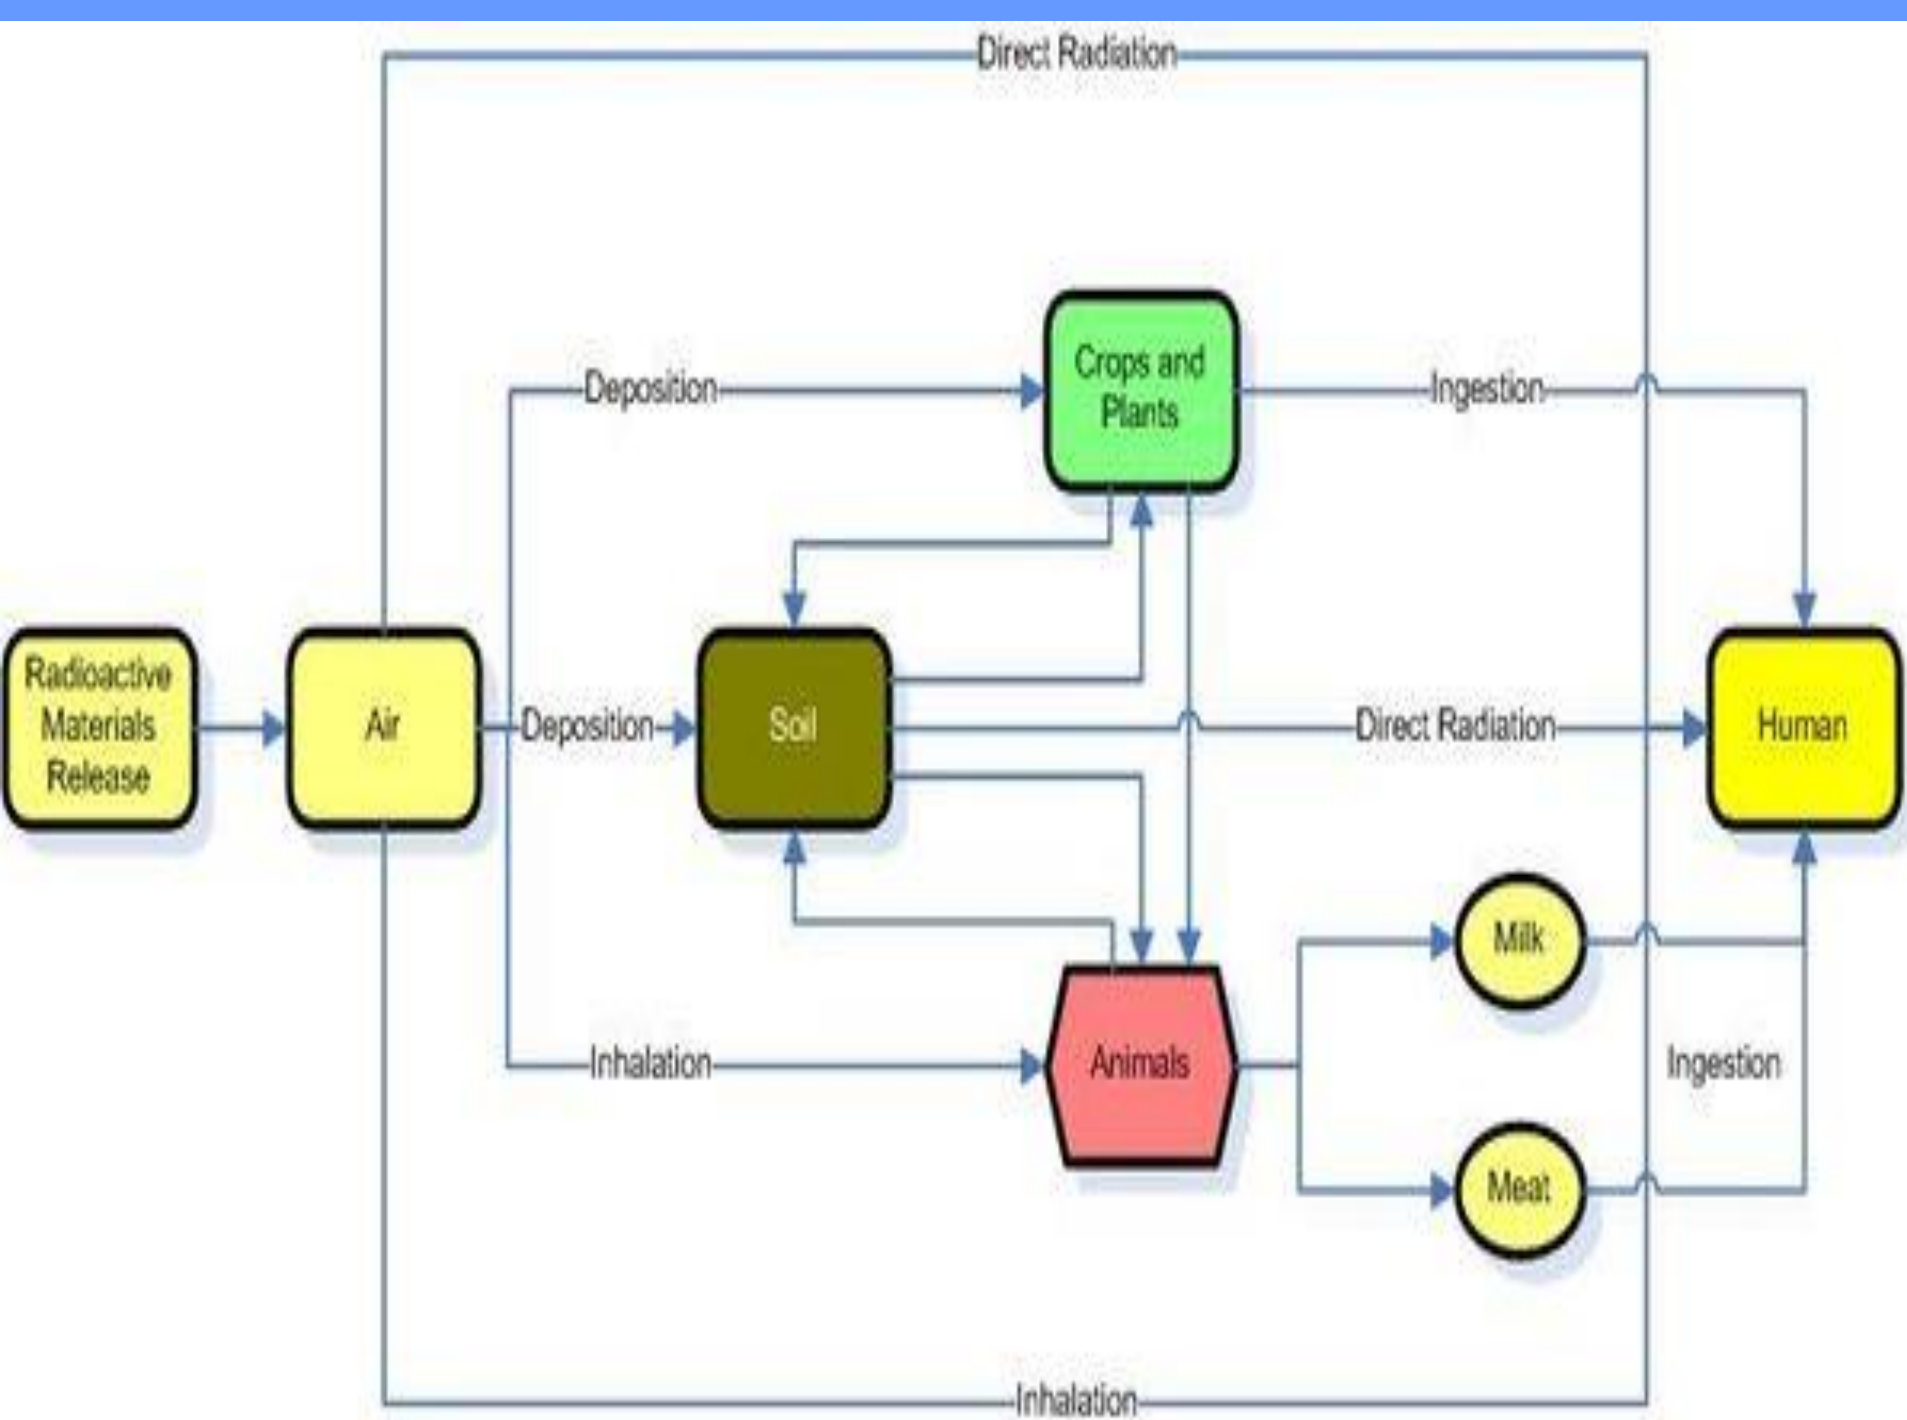 Direct Radiation
Crops and
Plants
Deposition
Ingestion
Radioactive
Materials
Release
Air
Deposition
Soil
Direct Radiation
Human
Milk
Inhalation
Animals
Ingestion
Meat
Inhalation